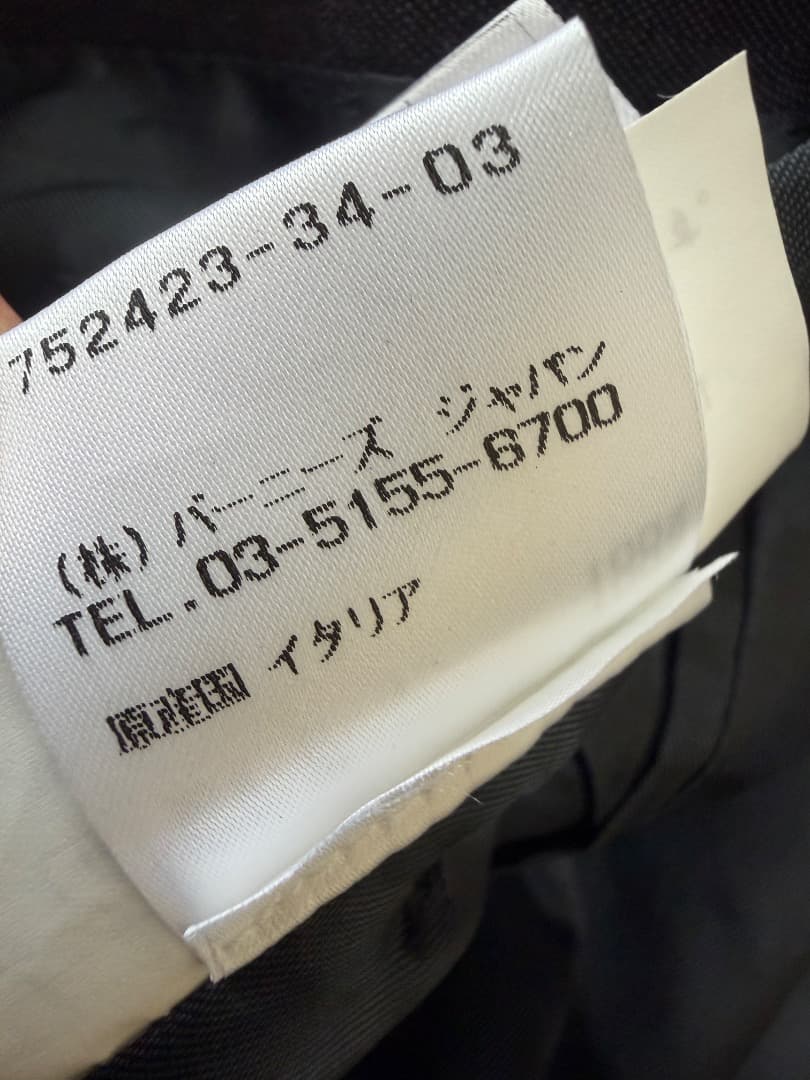 752423-34-03
(株) バーニーズ ジャパン
TEL.03-5155-6700
原産国 イタリア